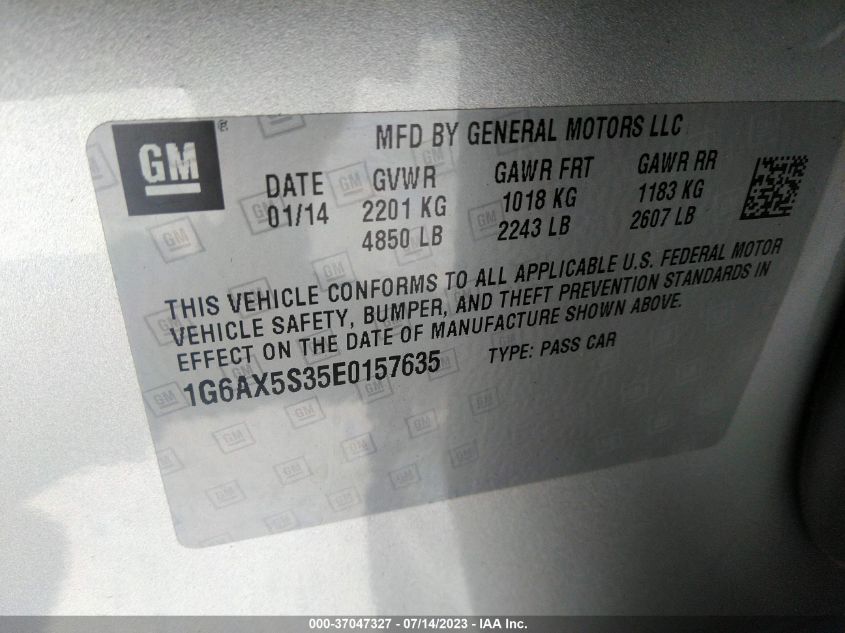 GM
MFD BY GENERAL MOTORS LLC
DATE GVWR GAWR FRT GAWR RR
01/14 2201 KG 1018 KG 1183 KG
4850 LB 2243 LB 2607 LB
THIS VEHICLE CONFORMS TO ALL APPLICABLE U.S. FEDERAL MOTOR
VEHICLE SAFETY, BUMPER, AND THEFT PREVENTION STANDARDS IN
EFFECT ON THE DATE OF MANUFACTURE SHOWN ABOVE.
1G6AX5S35E0157635 TYPE: PASS CAR
000-37047327 - 07/14/2023 - IAA Inc.